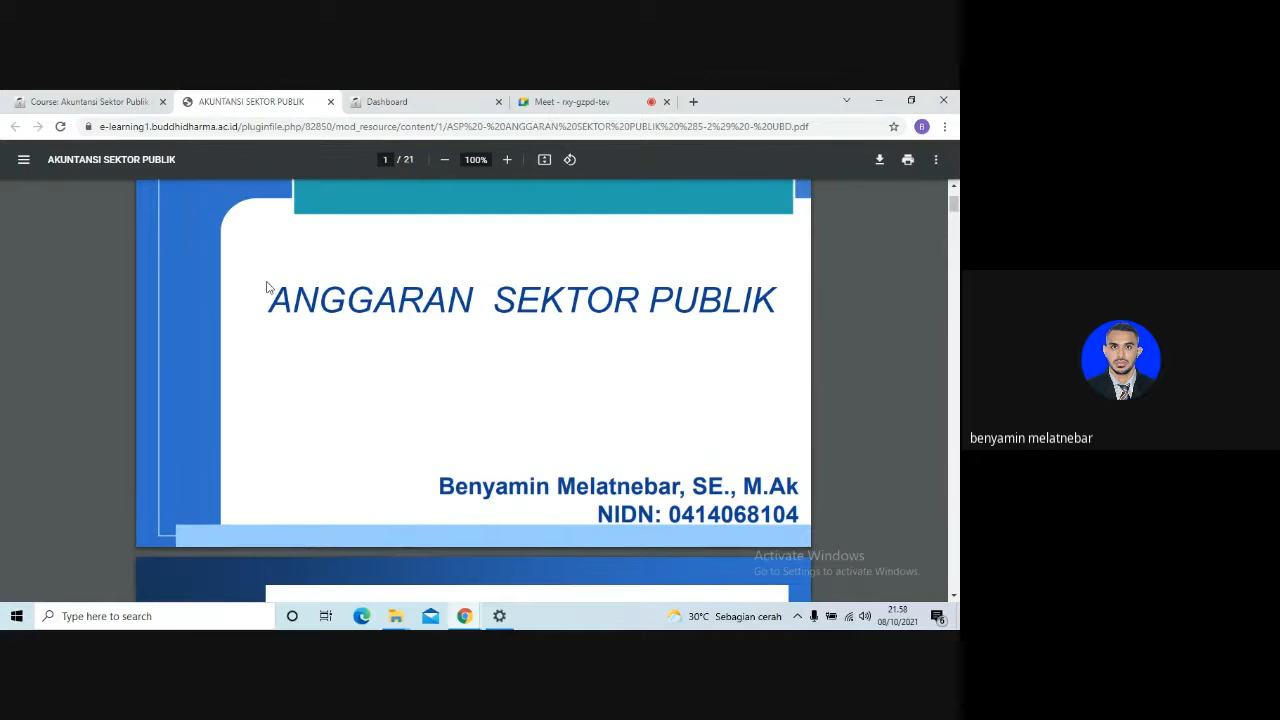 Course: Akuntansi Sektor Publik
AKUNTANSI SEKTOR PUBLIK
Dashboard
Meet - rxy-gzpd-tev
e-learning1.buddhidharma.ac.id/pluginfile.php/82850/mod_resource/content/1/ASP%20-%20ANGGARAN%20SEKTOR%20PUBLIK%20%285-2%29%20-%20UBD.pdf
B
AKUNTANSI SEKTOR PUBLIK
1 / 21
100%
ANGGARAN SEKTOR PUBLIK
Benyamin Melatnebar, SE., M.Ak
NIDN: 0414068104
benyamin melatnebar
Activate Windows
Go to Settings to activate Windows.
Type here to search
30°C Sebagian cerah
21.58
08/10/2021
6